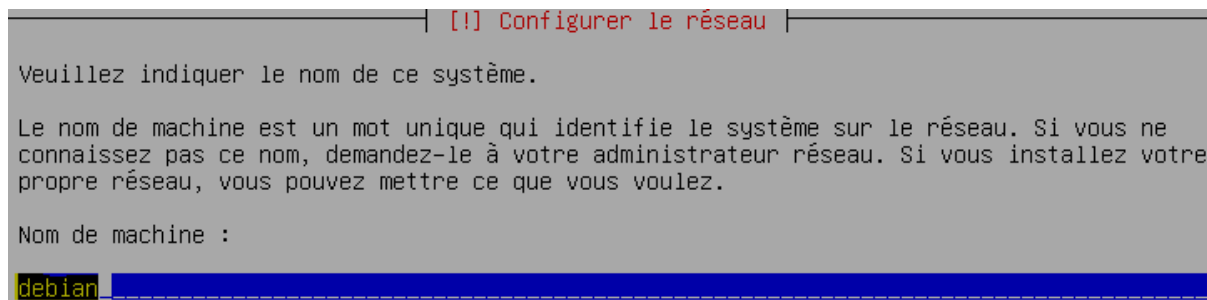 [!] Configurer le réseau
Veuillez indiquer le nom de ce système.
Le nom de machine est un mot unique qui identifie le système sur le réseau. Si vous ne
connaissez pas ce nom, demandez-le à votre administrateur réseau. Si vous installez votre
propre réseau, vous pouvez mettre ce que vous voulez.
Nom de machine :
debian